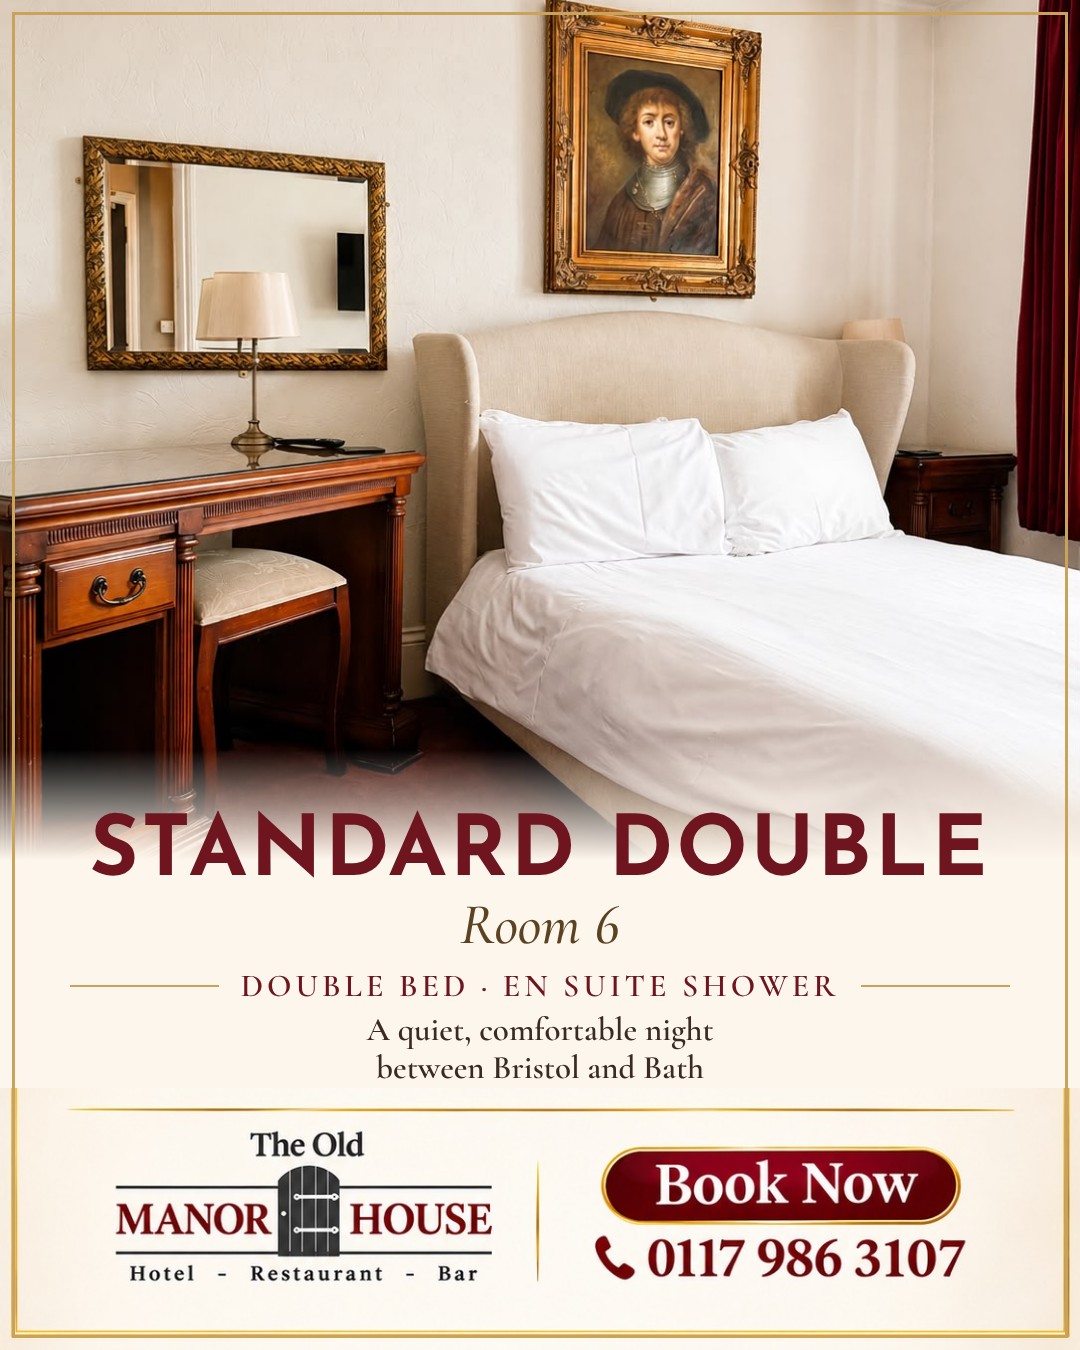 STANDARD DOUBLE
Room 6
DOUBLE BED · EN SUITE SHOWER
A quiet, comfortable night
between Bristol and Bath
The Old
MANOR HOUSE
Hotel - Restaurant - Bar
Book Now
0117 986 3107